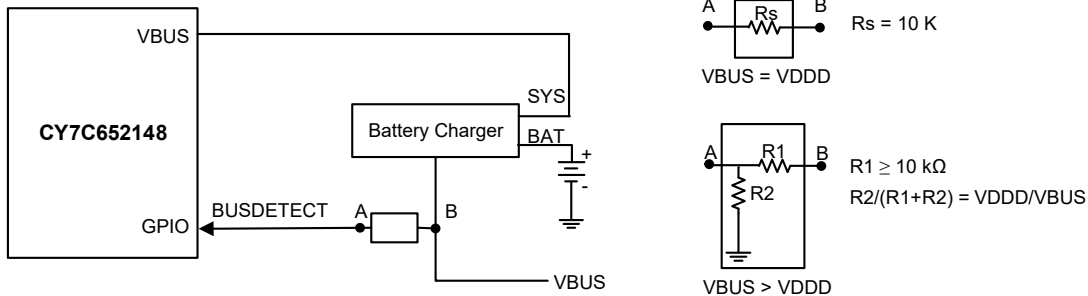 VBUS
CY7C652148
GPIO
BUSDETECT
A
B
Battery Charger
SYS
BAT
+
-
VBUS
A
Rs
B
Rs = 10 K
VBUS = VDDD
A
R1
B
R2
R1 ≥ 10 kΩ
R2/(R1+R2) = VDDD/VBUS
VBUS > VDDD